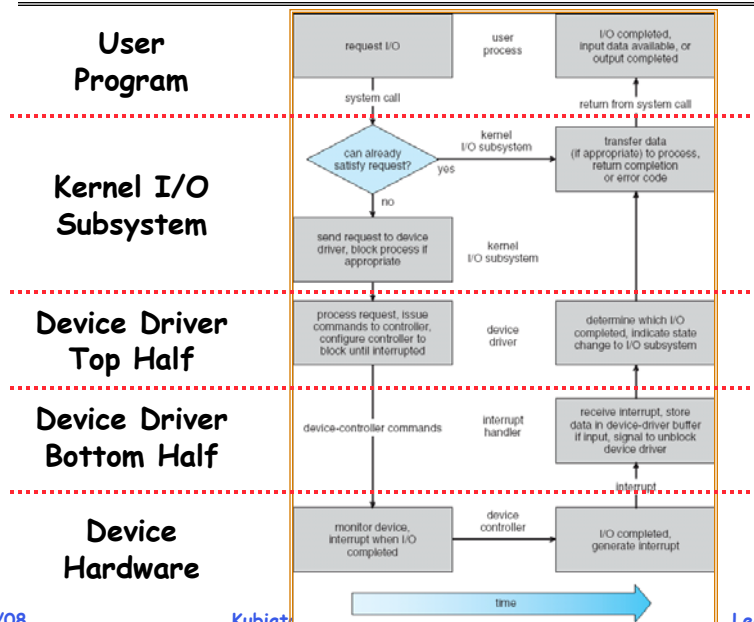 User
Program
request I/O
user
process
I/O completed,
input data available, or
output completed
system call
return from system call
Kernel I/O
Subsystem
can already
satisfy request?
yes
no
kernel
I/O subsystem
transfer data
(if appropriate) to process,
return completion
or error code
send request to device
driver, block process if
appropriate
kernel
I/O subsystem
Device Driver
Top Half
process request, issue
commands to controller,
configure controller to
block until interrupted
device
driver
determine which I/O
completed, indicate state
change to I/O subsystem
Device Driver
Bottom Half
device-controller commands
interrupt
handler
receive interrupt, store
data in device-driver buffer
if input, signal to unblock
device driver
interrupt
Device
Hardware
monitor device,
interrupt when I/O
completed
device
controller
I/O completed,
generate interrupt
time
/08